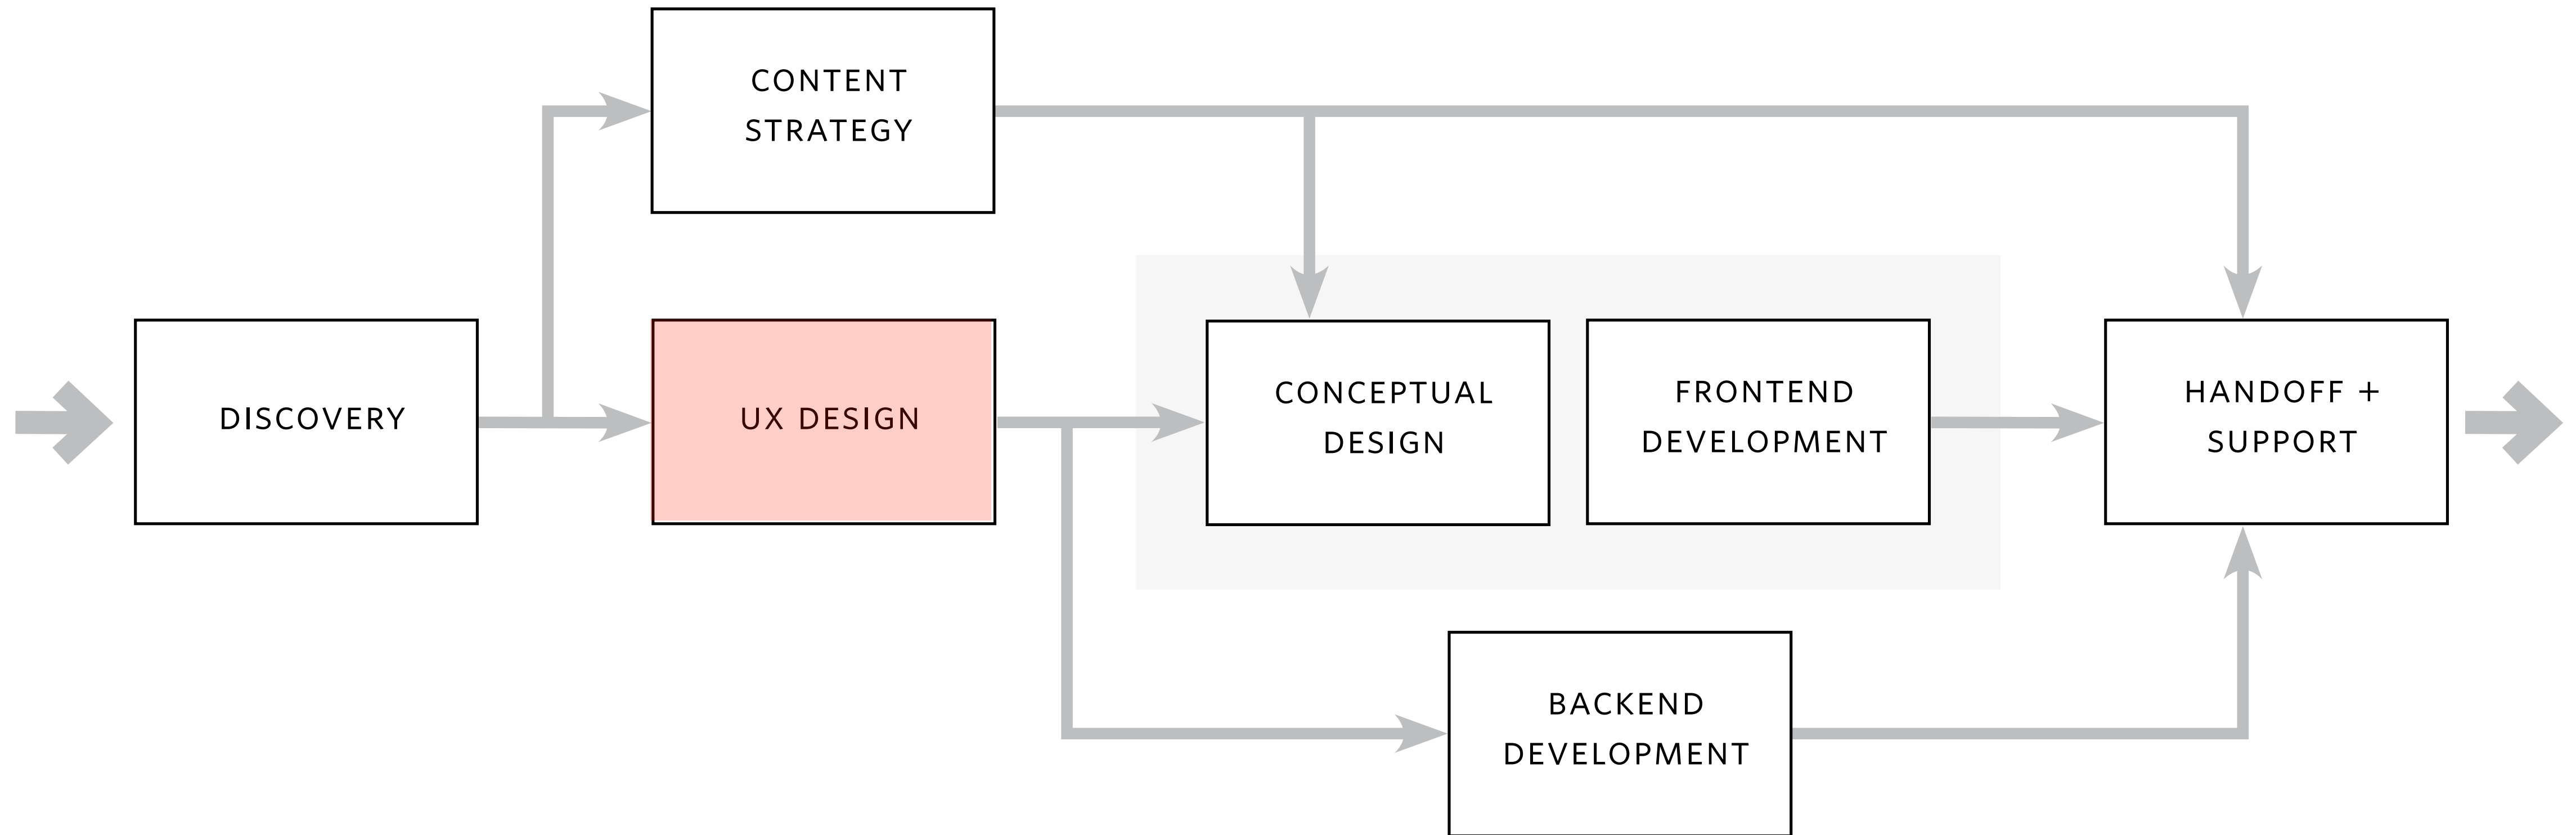 CONTENT
STRATEGY
DISCOVERY
UX DESIGN
CONCEPTUAL
DESIGN
FRONTEND
DEVELOPMENT
HANDOFF +
SUPPORT
BACKEND
DEVELOPMENT